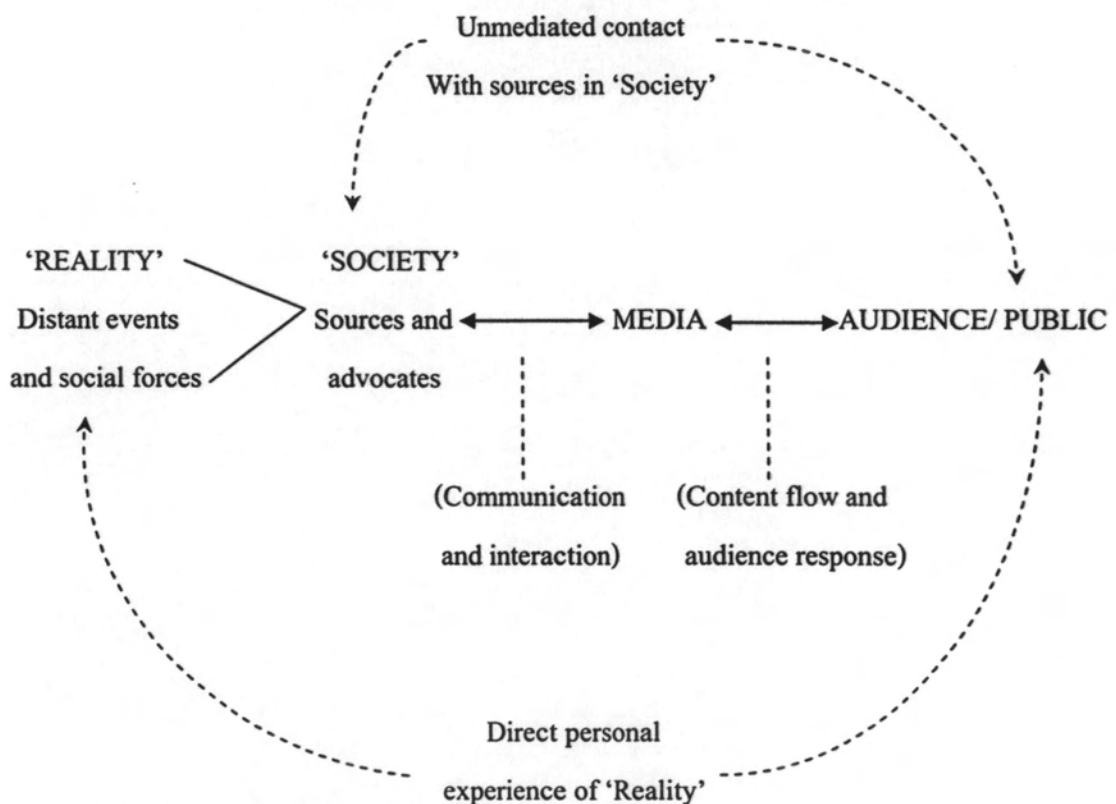 Unmediated contact
With sources in ‘Society’
‘REALITY’
Distant events
and social forces
‘SOCIETY’
Sources and
advocates
MEDIA
AUDIENCE/ PUBLIC
(Communication
and interaction)
(Content flow and
audience response)
Direct personal
experience of ‘Reality’